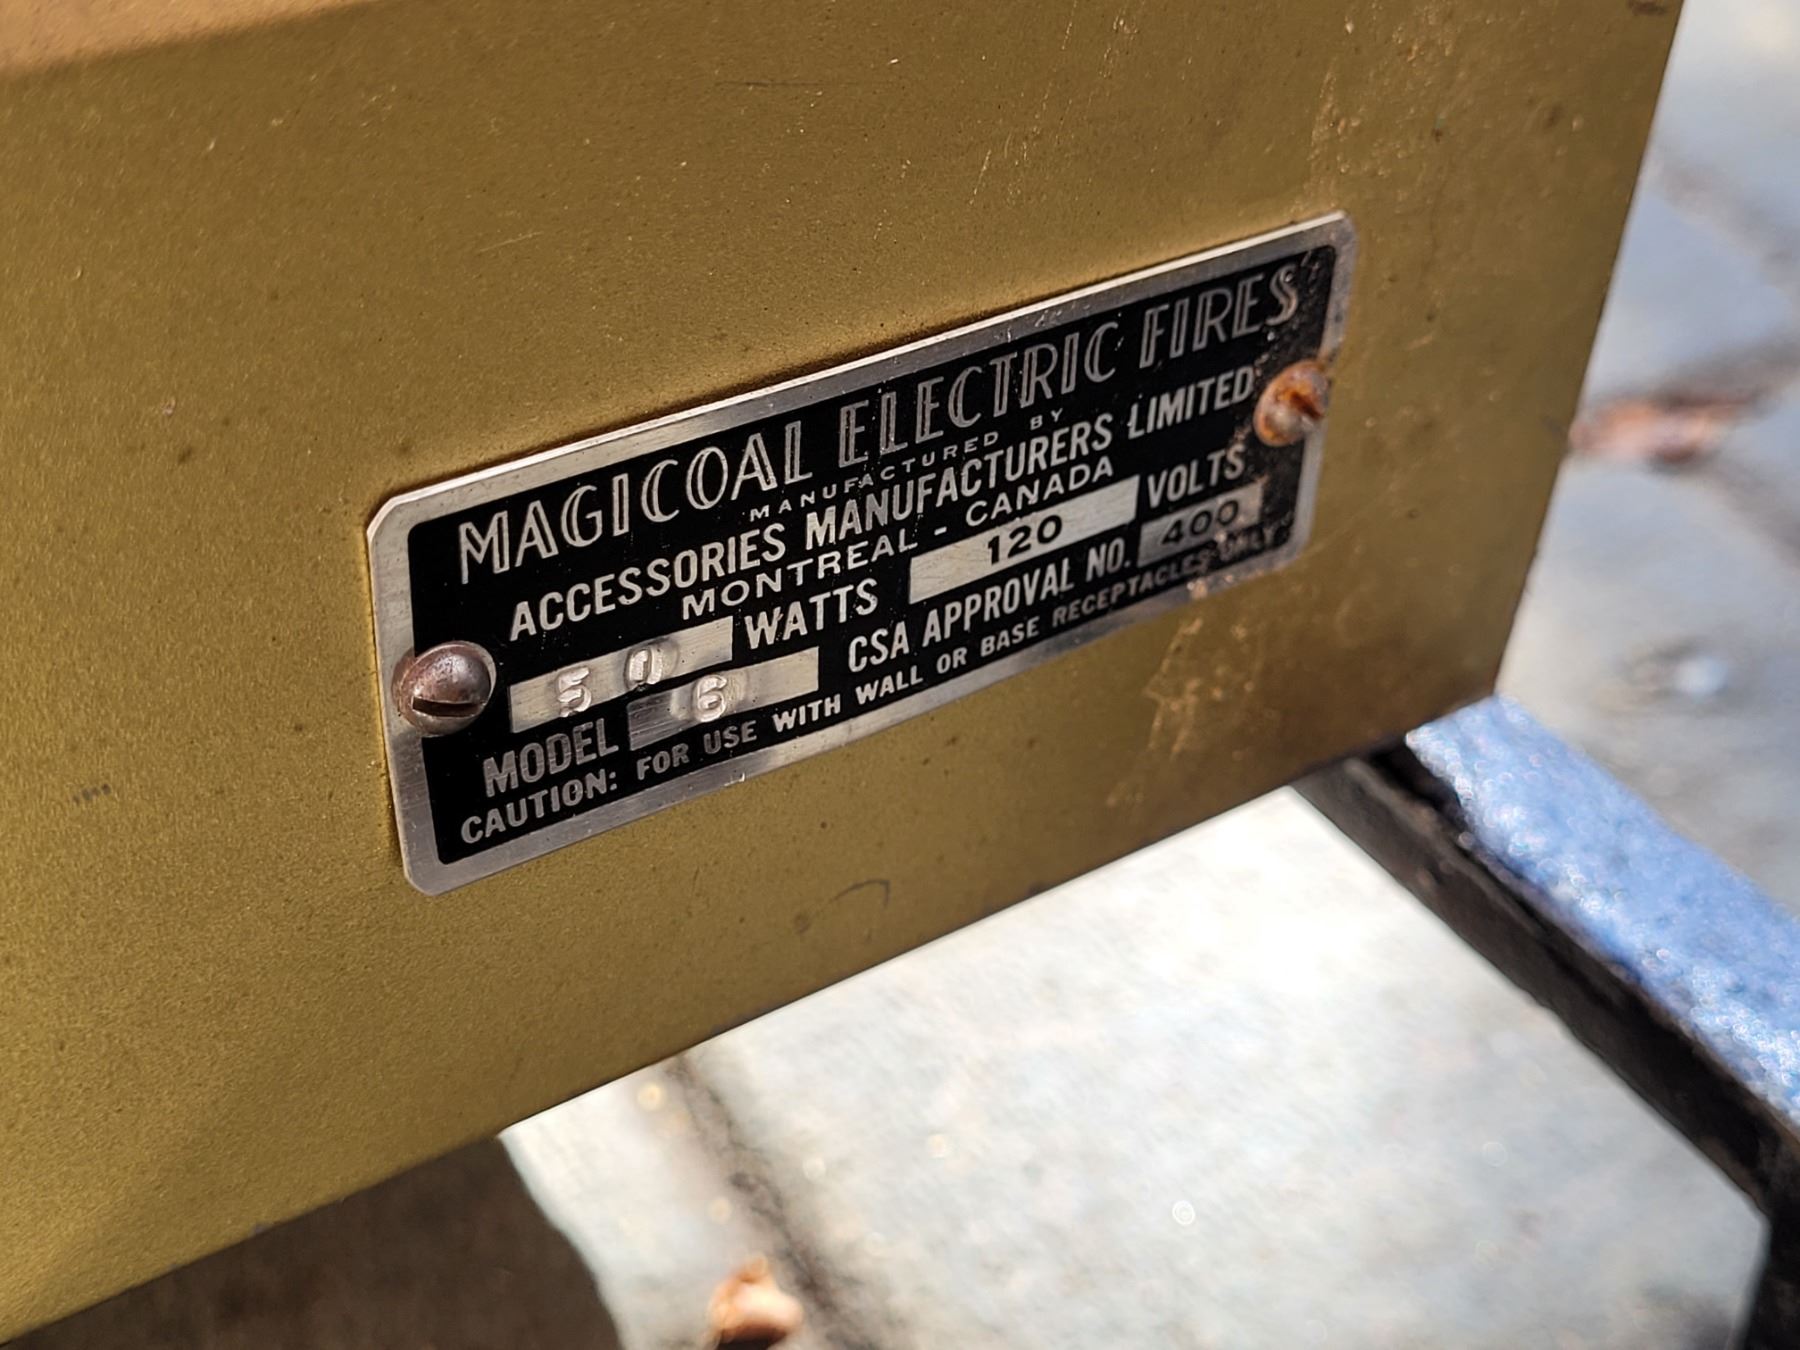 MAGICOAL ELECTRIC FIRES
MANUFACTURED BY
ACCESSORIES MANUFACTURERS LIMITED
MONTREAL - CANADA
50 WATTS 120 VOLTS
MODEL 6 CSA APPROVAL NO. 400
CAUTION: FOR USE WITH WALL OR BASE RECEPTACLES ONLY